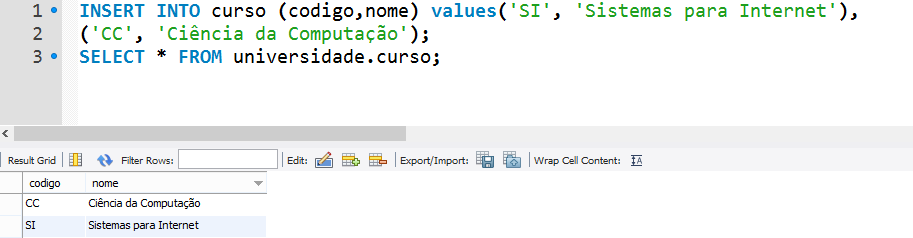 1 INSERT INTO curso (codigo,nome) values('SI', 'Sistemas para Internet'),
2 ('CC', 'Ciência da Computação');
3 SELECT * FROM universidade.curso;
Result Grid Filter Rows: Edit: Export/Import: Wrap Cell Content: IA
codigo nome
CC Ciência da Computação
SI Sistemas para Internet